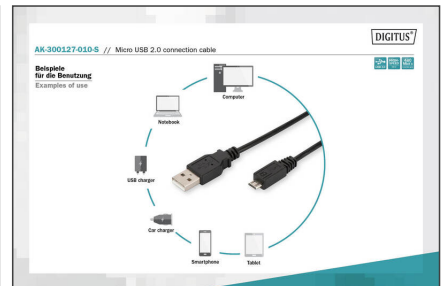 DIGITUS®
AK-300127-010-S // Micro USB 2.0 connection cable
Beispiele
für die Benutzung
Examples of use
Computer
Notebook
USB charger
Car charger
Smartphone
Tablet